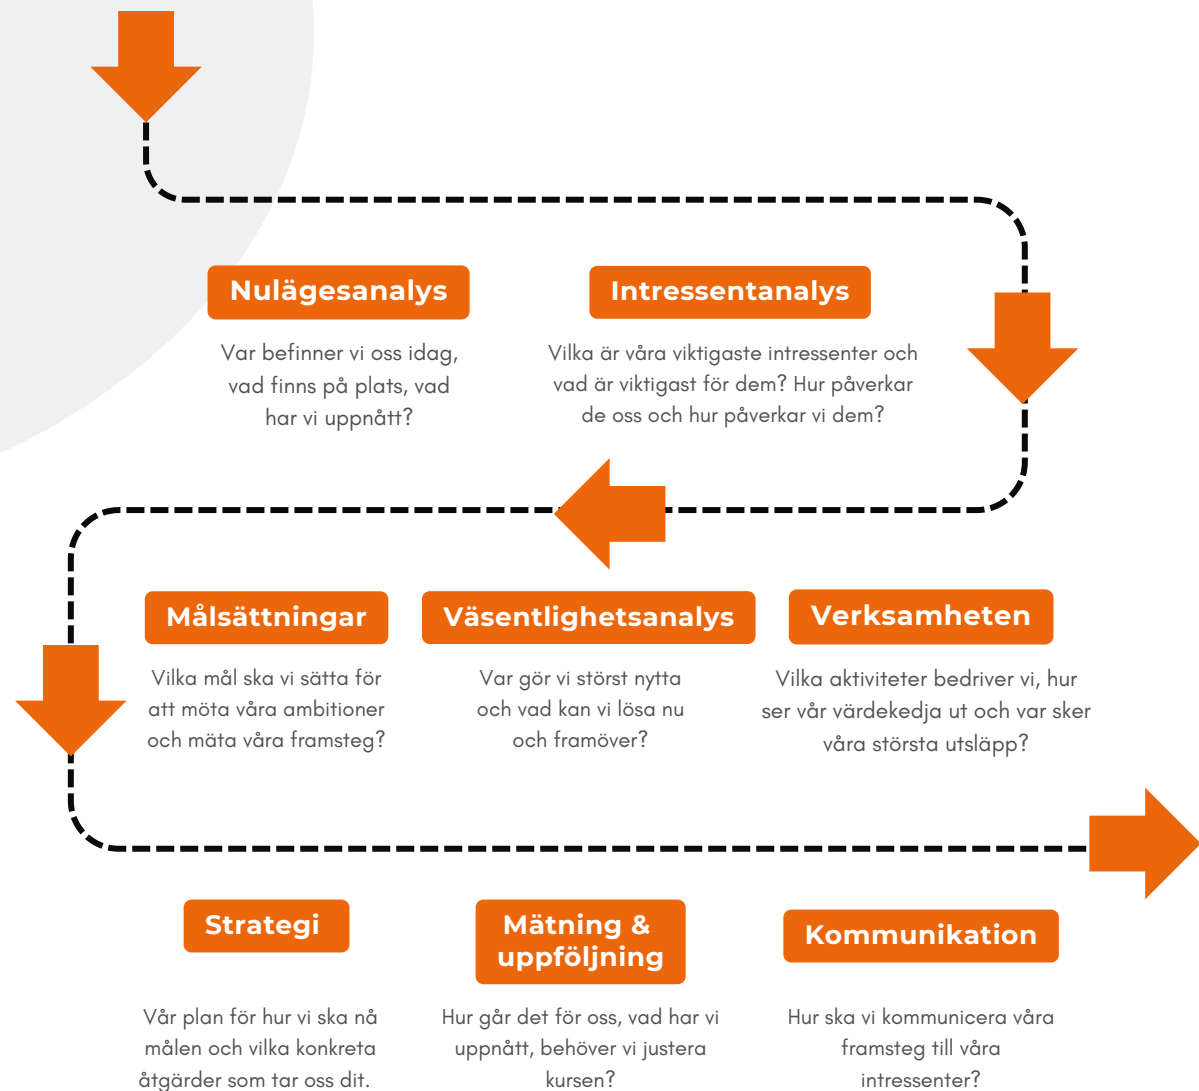 Nulägesanalys
Var befinner vi oss idag,
vad finns på plats, vad
har vi uppnått?
Intressentanalys
Vilka är våra viktigaste intressenter och
vad är viktigast för dem? Hur påverkar
de oss och hur påverkar vi dem?
Målsättningar
Vilka mål ska vi sätta för
att möta våra ambitioner
och mäta våra framsteg?
Väsentlighetsanalys
Var gör vi störst nytta
och vad kan vi lösa nu
och framöver?
Verksamheten
Vilka aktiviteter bedriver vi, hur
ser vår värdekedja ut och var sker
våra största utsläpp?
Strategi
Vår plan för hur vi ska nå
målen och vilka konkreta
åtgärder som tar oss dit.
Mätning &
uppföljning
Hur går det för oss, vad har vi
uppnått, behöver vi justera
kursen?
Kommunikation
Hur ska vi kommunicera våra
framsteg till våra
intressenter?